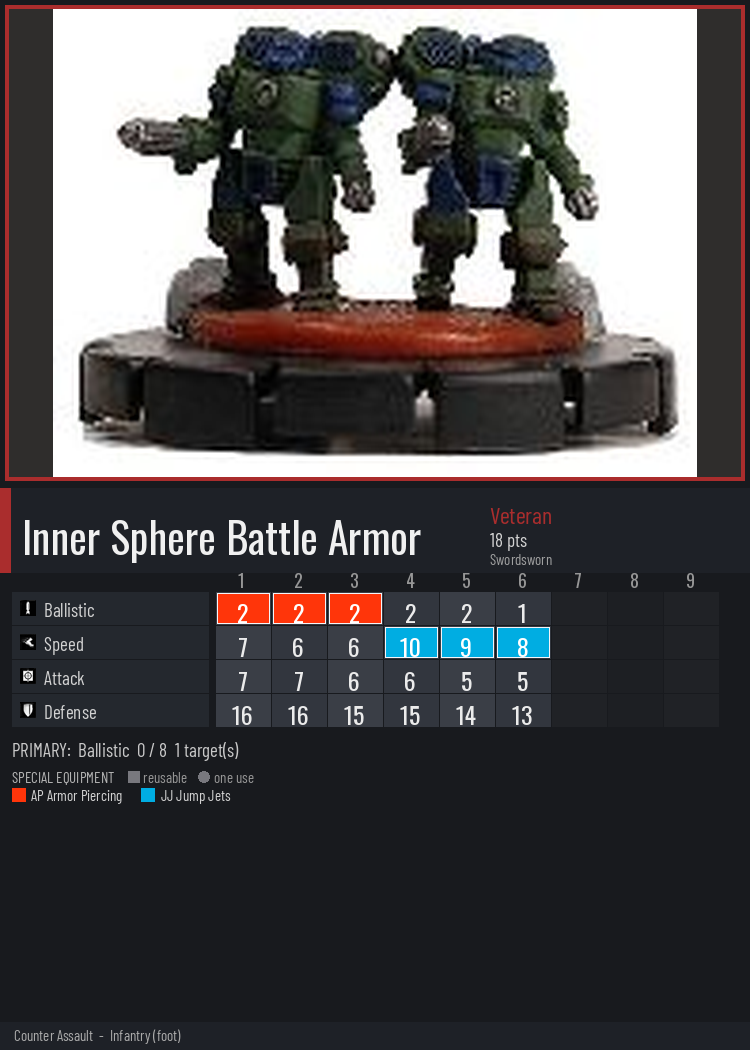 Inner Sphere Battle Armor
Veteran
18 pts
Swordsworn
1 2 3 4 5 6 7 8 9
Ballistic 2 2 2 2 2 1
Speed 7 6 6 10 9 8
Attack 7 7 6 6 5 5
Defense 16 16 15 15 14 13
PRIMARY: Ballistic 0 / 8 1 target(s)
SPECIAL EQUIPMENT reusable one use
AP Armor Piercing JJ Jump Jets
Counter Assault - Infantry (foot)